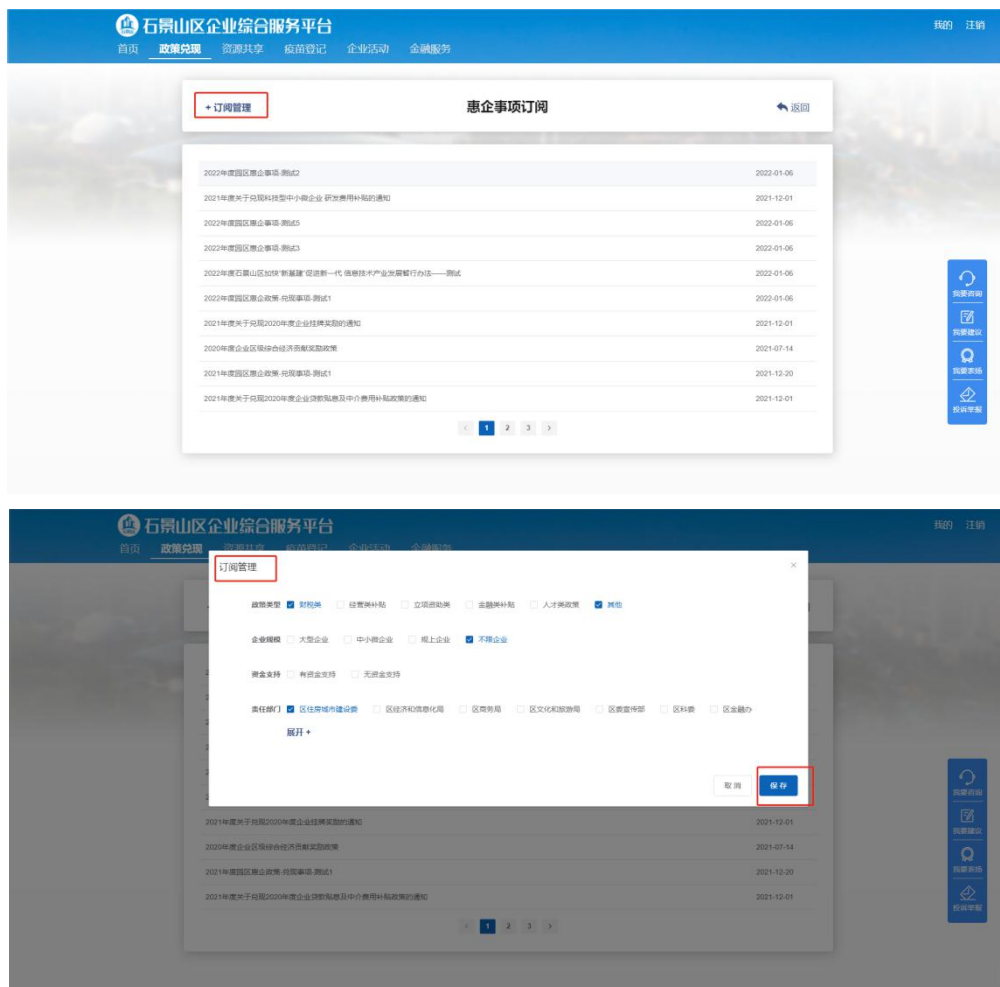 石景山区企业综合服务平台
我的 注销
首页 政策兑现 资源共享 疫苗登记 企业活动 金融服务
+ 订阅管理 惠企事项订阅 返回
2022年度园区惠企事项-测试2 2022-01-06
2021年度关于兑现科技型中小微企业 研发费用补贴的通知 2021-12-01
2022年度园区惠企事项-测试5 2022-01-06
2022年度园区惠企事项-测试3 2022-01-06
2022年度石景山区加快"新基建"促进新一代 信息技术产业发展暂行办法——测试 2022-01-06
2022年度园区惠企政策-兑现事项-测试1 2022-01-06
2021年度关于兑现2020年度企业挂牌奖励的通知 2021-12-01
2020年度企业区级综合经济贡献奖励政策 2021-07-14
2021年度园区惠企政策-兑现事项-测试1 2021-12-20
2021年度关于兑现2020年度企业贷款贴息及中介费用补贴政策的通知 2021-12-01
< 1 2 3 >
我要咨询
我要建议
我要表扬
投诉举报
石景山区企业综合服务平台
我的 注销
首页 政策兑现 资源共享 疫苗登记 企业活动 金融服务
订阅管理 ×
政策类型 财税类 经营类补贴 立项资助类 金融类补贴 人才类政策 其他
企业规模 大型企业 中小微企业 规上企业 不限企业
资金支持 有资金支持 无资金支持
责任部门 区住房城市建设委 区经济和信息化局 区商务局 区文化和旅游局 区委宣传部 区科委 区金融办
展开 +
取消 保存
2021年度关于兑现2020年度企业挂牌奖励的通知 2021-12-01
2020年度企业区级综合经济贡献奖励政策 2021-07-14
2021年度园区惠企政策-兑现事项-测试1 2021-12-20
2021年度关于兑现2020年度企业贷款贴息及中介费用补贴政策的通知 2021-12-01
< 1 2 3 >
我要咨询
我要建议
我要表扬
投诉举报